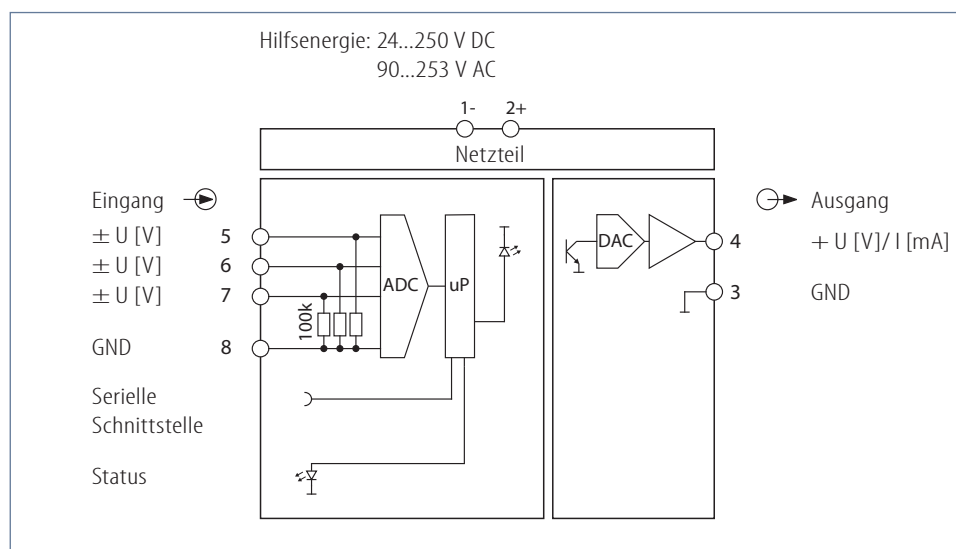 Hilfsenergie: 24...250 V DC
90...253 V AC
1- 2+
Netzteil
Eingang
Ausgang
± U [V] 5
DAC
4 + U [V]/ I [mA]
± U [V] 6
ADC
uP
± U [V] 7
3 GND
100k
GND 8
Serielle
Schnittstelle
Status